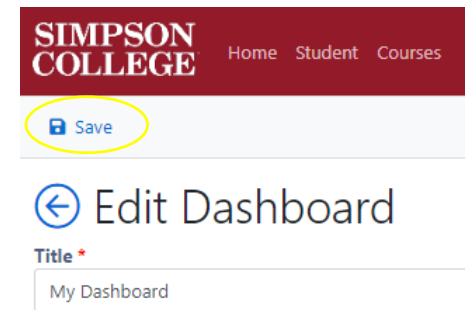 SIMPSON
COLLEGE
Home Student Courses
Save
Edit Dashboard
Title *
My Dashboard